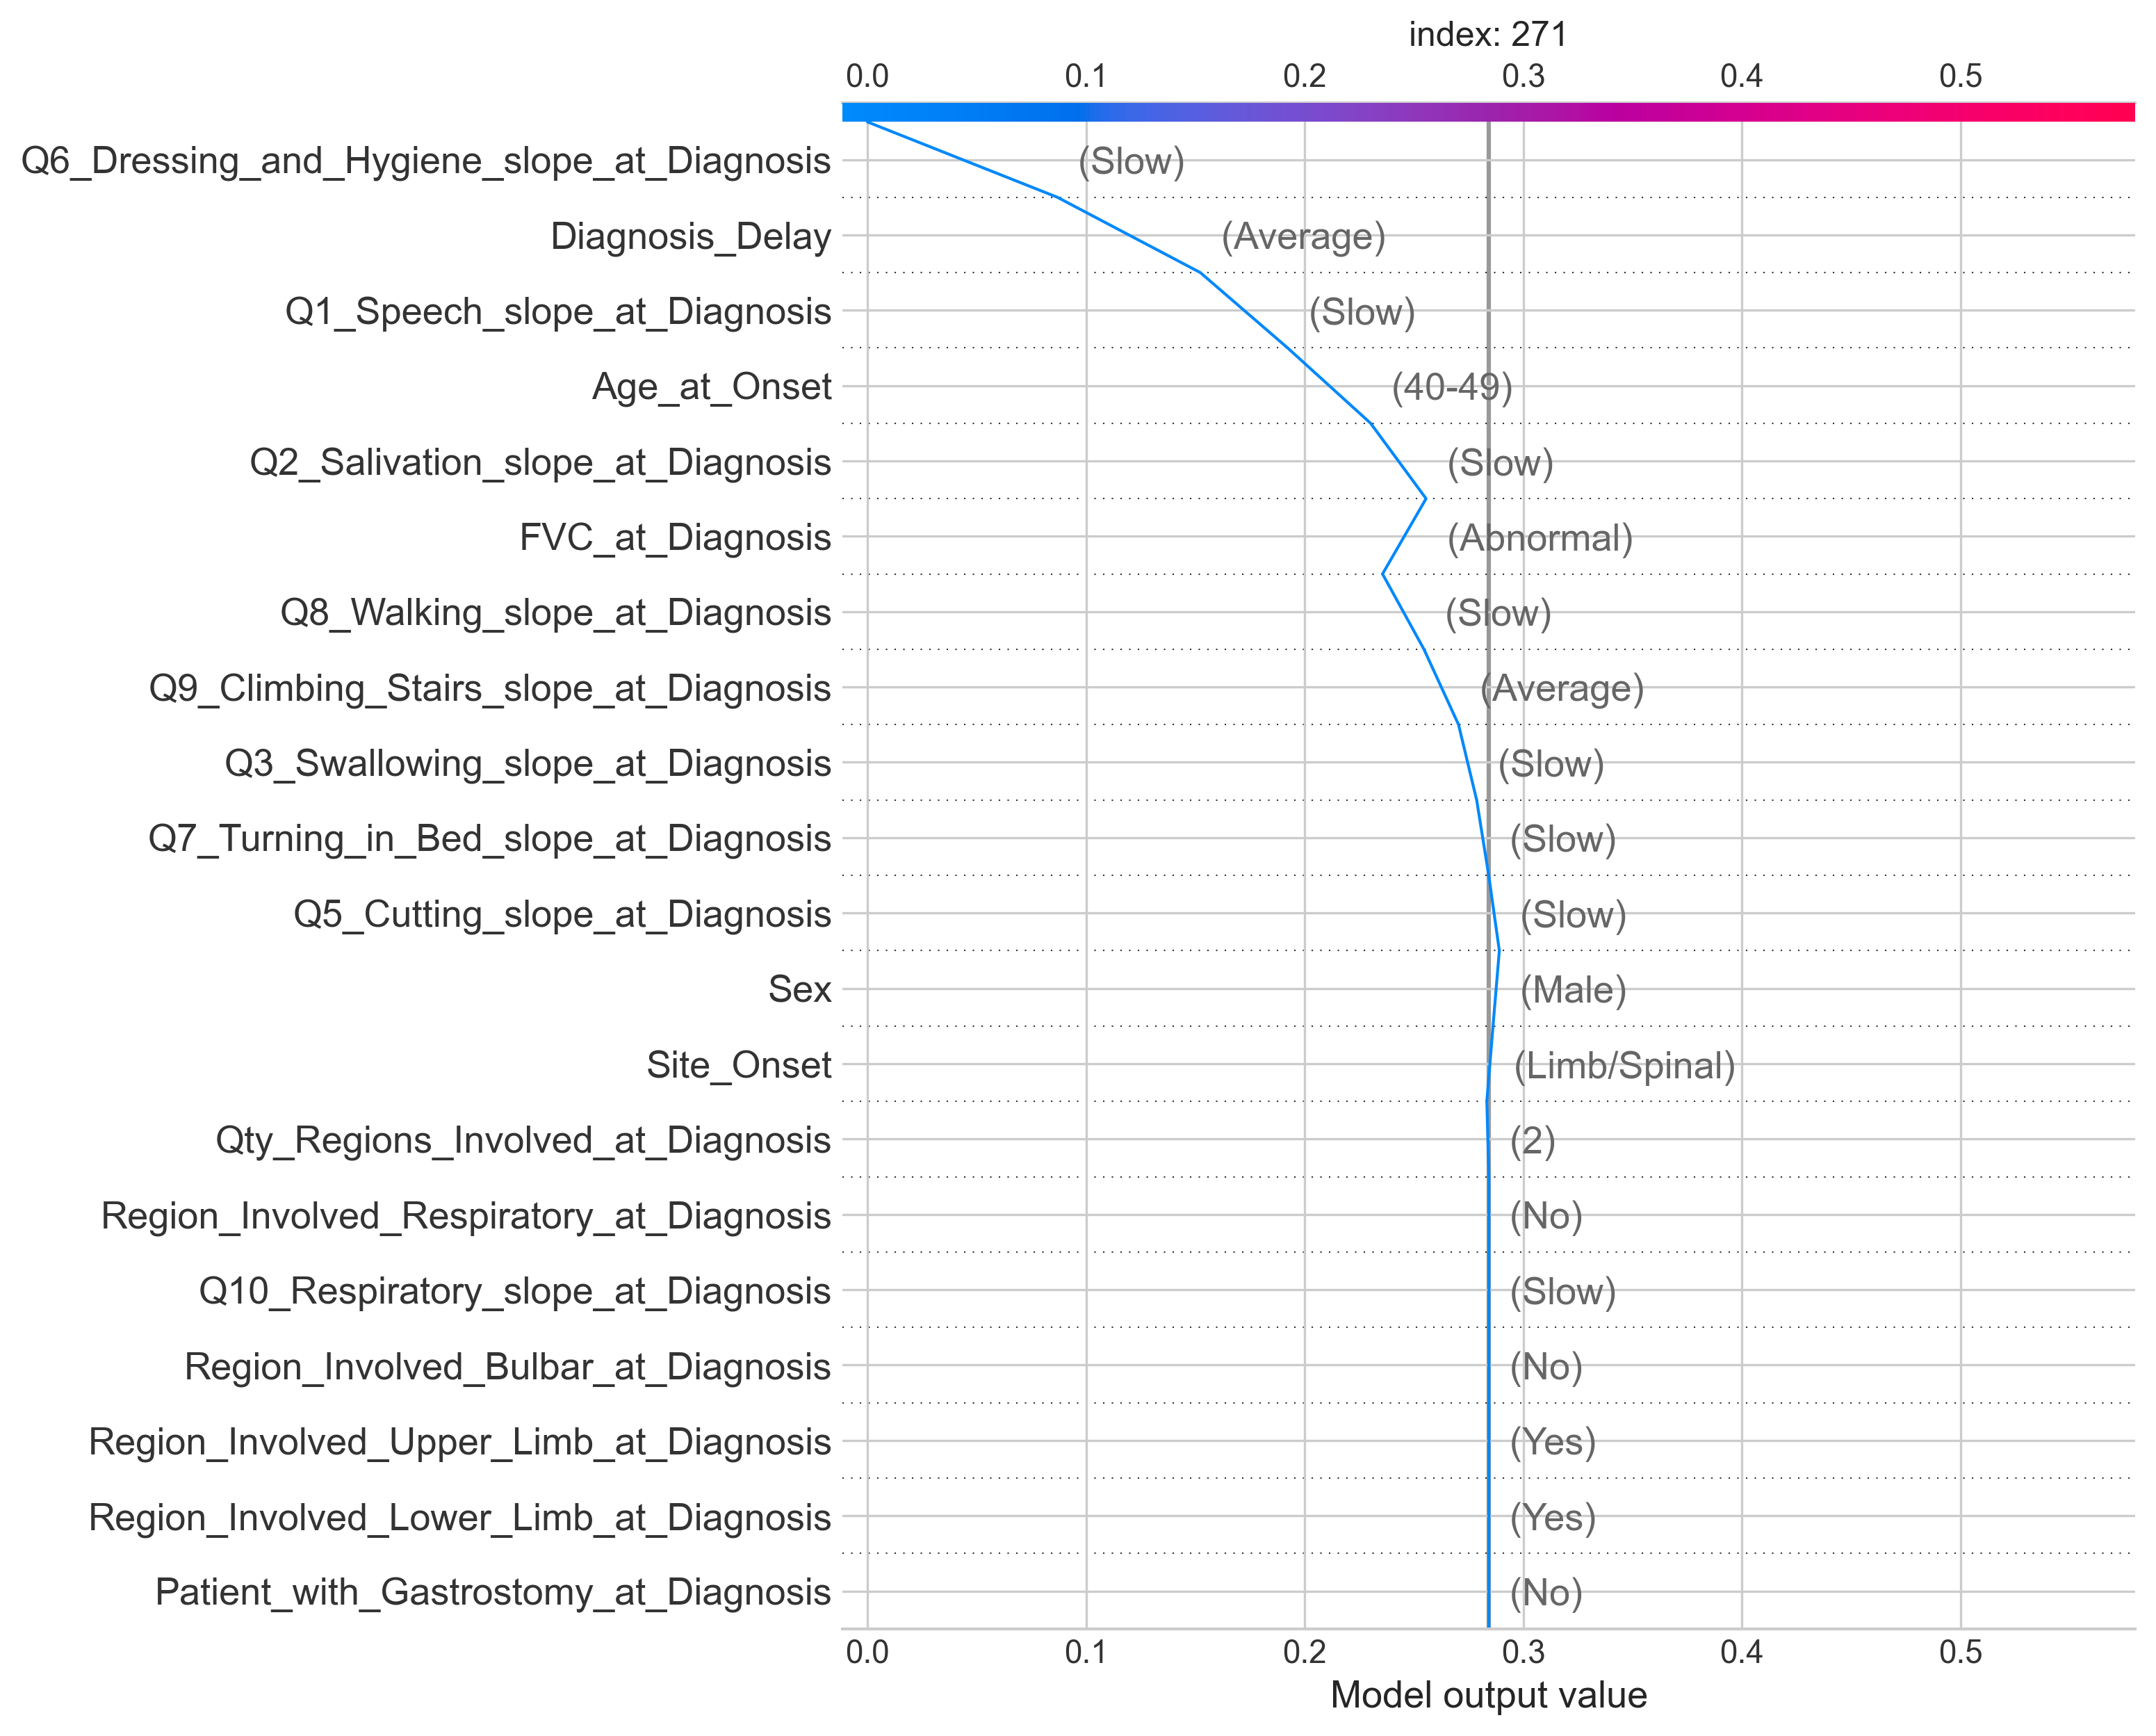 index: 271
0.0 0.1 0.2 0.3 0.4 0.5
Q6_Dressing_and_Hygiene_slope_at_Diagnosis (Slow)
Diagnosis_Delay (Average)
Q1_Speech_slope_at_Diagnosis (Slow)
Age_at_Onset (40-49)
Q2_Salivation_slope_at_Diagnosis (Slow)
FVC_at_Diagnosis (Abnormal)
Q8_Walking_slope_at_Diagnosis (Slow)
Q9_Climbing_Stairs_slope_at_Diagnosis (Average)
Q3_Swallowing_slope_at_Diagnosis (Slow)
Q7_Turning_in_Bed_slope_at_Diagnosis (Slow)
Q5_Cutting_slope_at_Diagnosis (Slow)
Sex (Male)
Site_Onset (Limb/Spinal)
Qty_Regions_Involved_at_Diagnosis (2)
Region_Involved_Respiratory_at_Diagnosis (No)
Q10_Respiratory_slope_at_Diagnosis (Slow)
Region_Involved_Bulbar_at_Diagnosis (No)
Region_Involved_Upper_Limb_at_Diagnosis (Yes)
Region_Involved_Lower_Limb_at_Diagnosis (Yes)
Patient_with_Gastrostomy_at_Diagnosis (No)
0.0 0.1 0.2 0.3 0.4 0.5
Model output value